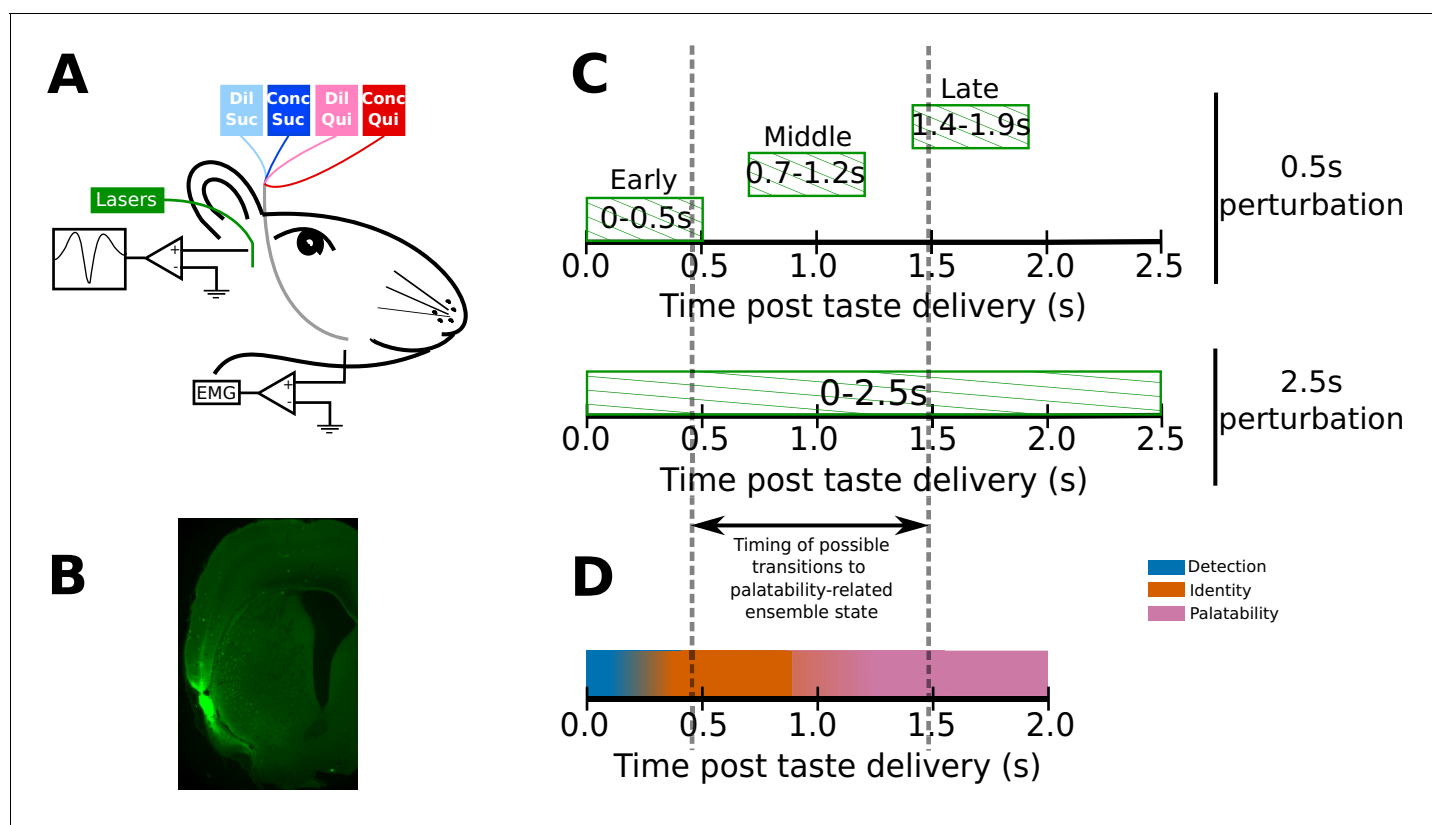 A
Dil
Suc
Conc
Suc
Dil
Qui
Conc
Qui
Lasers
+
-
EMG
+
-
B
C
Early
0-0.5s
Middle
0.7-1.2s
Late
1.4-1.9s
0.5s
perturbation
0.0 0.5 1.0 1.5 2.0 2.5
Time post taste delivery (s)
0-2.5s
2.5s
perturbation
0.0 0.5 1.0 1.5 2.0 2.5
Time post taste delivery (s)
Timing of possible
transitions to
palatability-related
ensemble state
D
Detection
Identity
Palatability
0.0 0.5 1.0 1.5 2.0
Time post taste delivery (s)